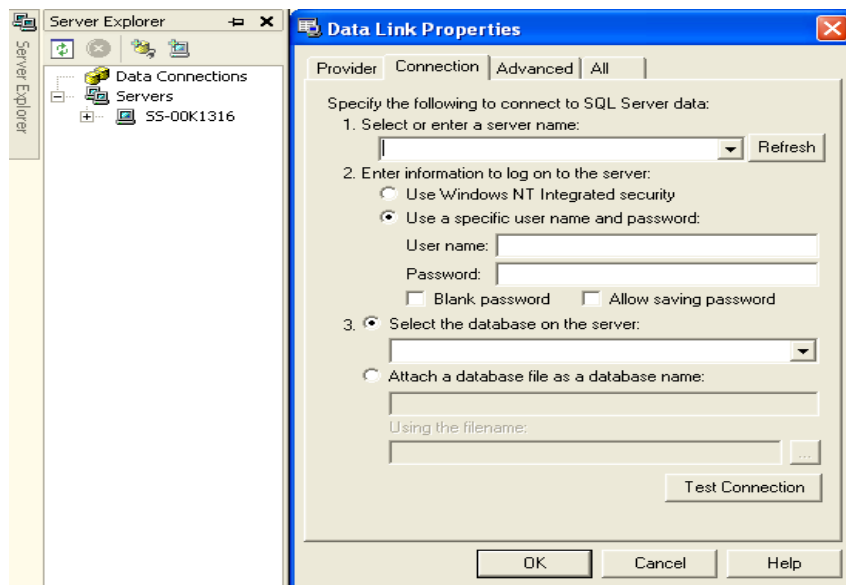 Server Explorer
Server Explorer
Data Connections
Servers
SS-00K1316
Data Link Properties
Provider Connection Advanced All
Specify the following to connect to SQL Server data:
1. Select or enter a server name:
Refresh
2. Enter information to log on to the server:
Use Windows NT Integrated security
Use a specific user name and password:
User name:
Password:
Blank password Allow saving password
3. Select the database on the server:
Attach a database file as a database name:
Using the filename:
...
Test Connection
OK Cancel Help